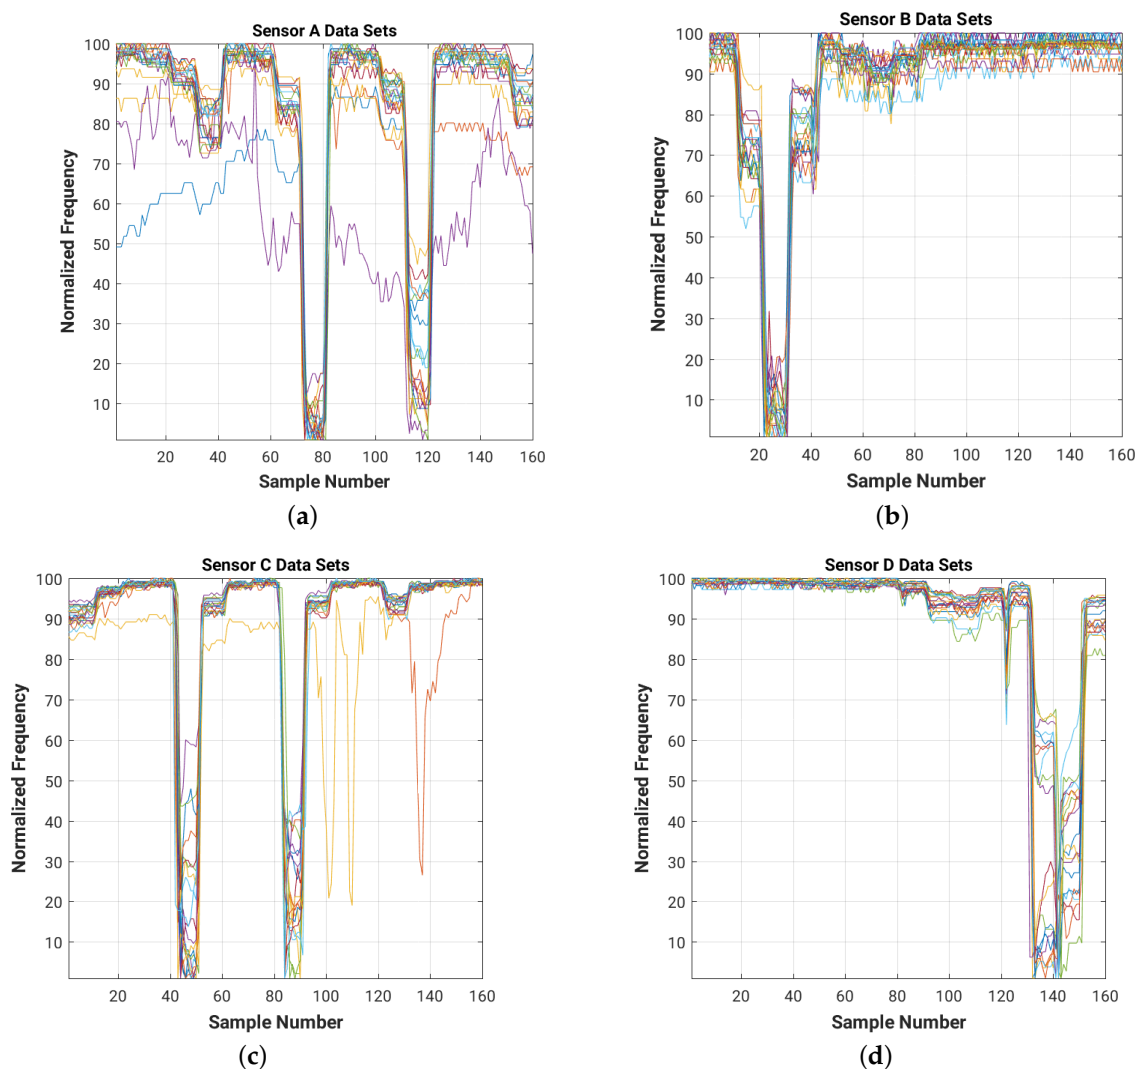 Sensor A Data Sets
Normalized Frequency
100
90
80
70
60
50
40
30
20
10
20 40 60 80 100 120 140 160
Sample Number
(a)
Sensor B Data Sets
Normalized Frequency
100
90
80
70
60
50
40
30
20
10
20 40 60 80 100 120 140 160
Sample Number
(b)
Sensor C Data Sets
Normalized Frequency
100
90
80
70
60
50
40
30
20
10
20 40 60 80 100 120 140 160
Sample Number
(c)
Sensor D Data Sets
Normalized Frequency
100
90
80
70
60
50
40
30
20
10
20 40 60 80 100 120 140 160
Sample Number
(d)